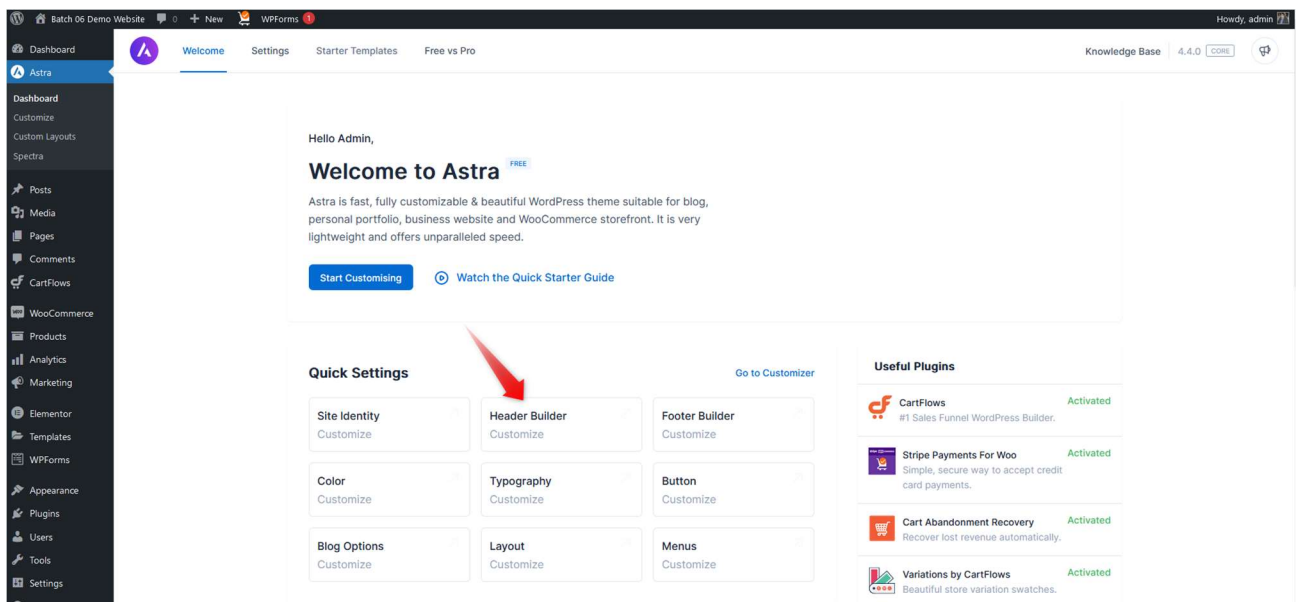 Batch 06 Demo Website 0 + New WPForms 1 Howdy, admin
Dashboard
Astra
Dashboard
Customize
Custom Layouts
Spectra
Posts
Media
Pages
Comments
CartFlows
WooCommerce
Products
Analytics
Marketing
Elementor
Templates
WPForms
Appearance
Plugins
Users
Tools
Settings
Welcome Settings Starter Templates Free vs Pro Knowledge Base 4.4.0 CORE
Hello Admin,
Welcome to Astra FREE
Astra is fast, fully customizable & beautiful WordPress theme suitable for blog,
personal portfolio, business website and WooCommerce storefront. It is very
lightweight and offers unparalleled speed.
Start Customising Watch the Quick Starter Guide
Quick Settings Go to Customizer
Site Identity Header Builder Footer Builder
Customize Customize Customize
Color Typography Button
Customize Customize Customize
Blog Options Layout Menus
Customize Customize Customize
Useful Plugins
CartFlows Activated
#1 Sales Funnel WordPress Builder.
Stripe Payments For Woo Activated
Simple, secure way to accept credit
card payments.
Cart Abandonment Recovery Activated
Recover lost revenue automatically.
Variations by CartFlows Activated
Beautiful store variation swatches.